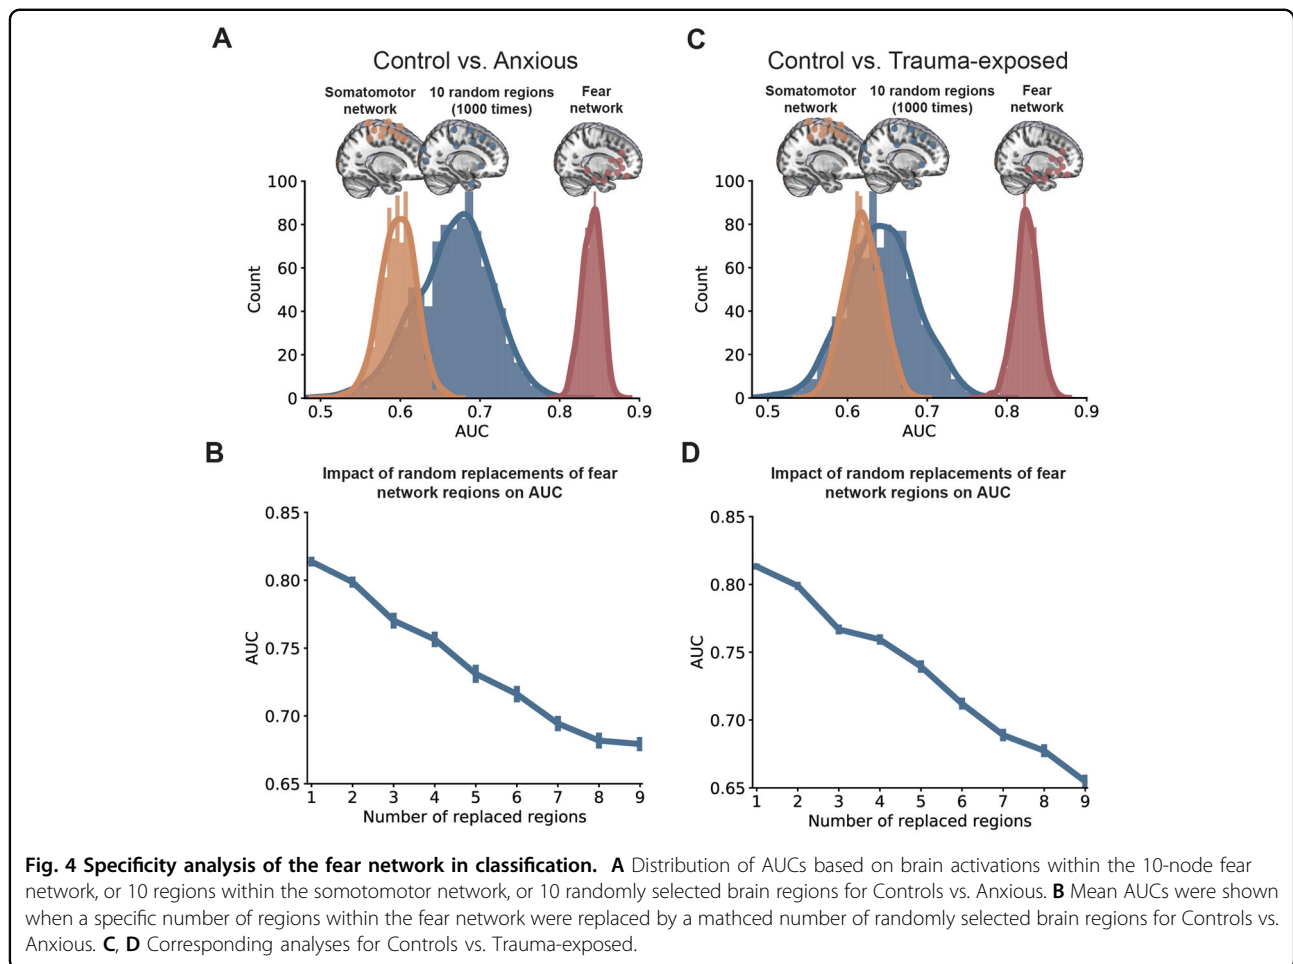 A
Control vs. Anxious
Somatomotor
network
10 random regions
(1000 times)
Fear
network
100
80
60
40
20
0
Count
0.5
0.6
0.7
0.8
0.9
AUC
C
Control vs. Trauma-exposed
Somatomotor
network
10 random regions
(1000 times)
Fear
network
100
80
60
40
20
0
Count
0.5
0.6
0.7
0.8
0.9
AUC
B
Impact of random replacements of fear
network regions on AUC
0.85
0.80
0.75
0.70
0.65
AUC
1
2
3
4
5
6
7
8
9
Number of replaced regions
D
Impact of random replacements of fear
network regions on AUC
0.85
0.80
0.75
0.70
0.65
AUC
1
2
3
4
5
6
7
8
9
Number of replaced regions
Fig. 4 Specificity analysis of the fear network in classification. A Distribution of AUCs based on brain activations within the 10-node fear
network, or 10 regions within the somotomotor network, or 10 randomly selected brain regions for Controls vs. Anxious. B Mean AUCs were shown
when a specific number of regions within the fear network were replaced by a mathced number of randomly selected brain regions for Controls vs.
Anxious. C, D Corresponding analyses for Controls vs. Trauma-exposed.